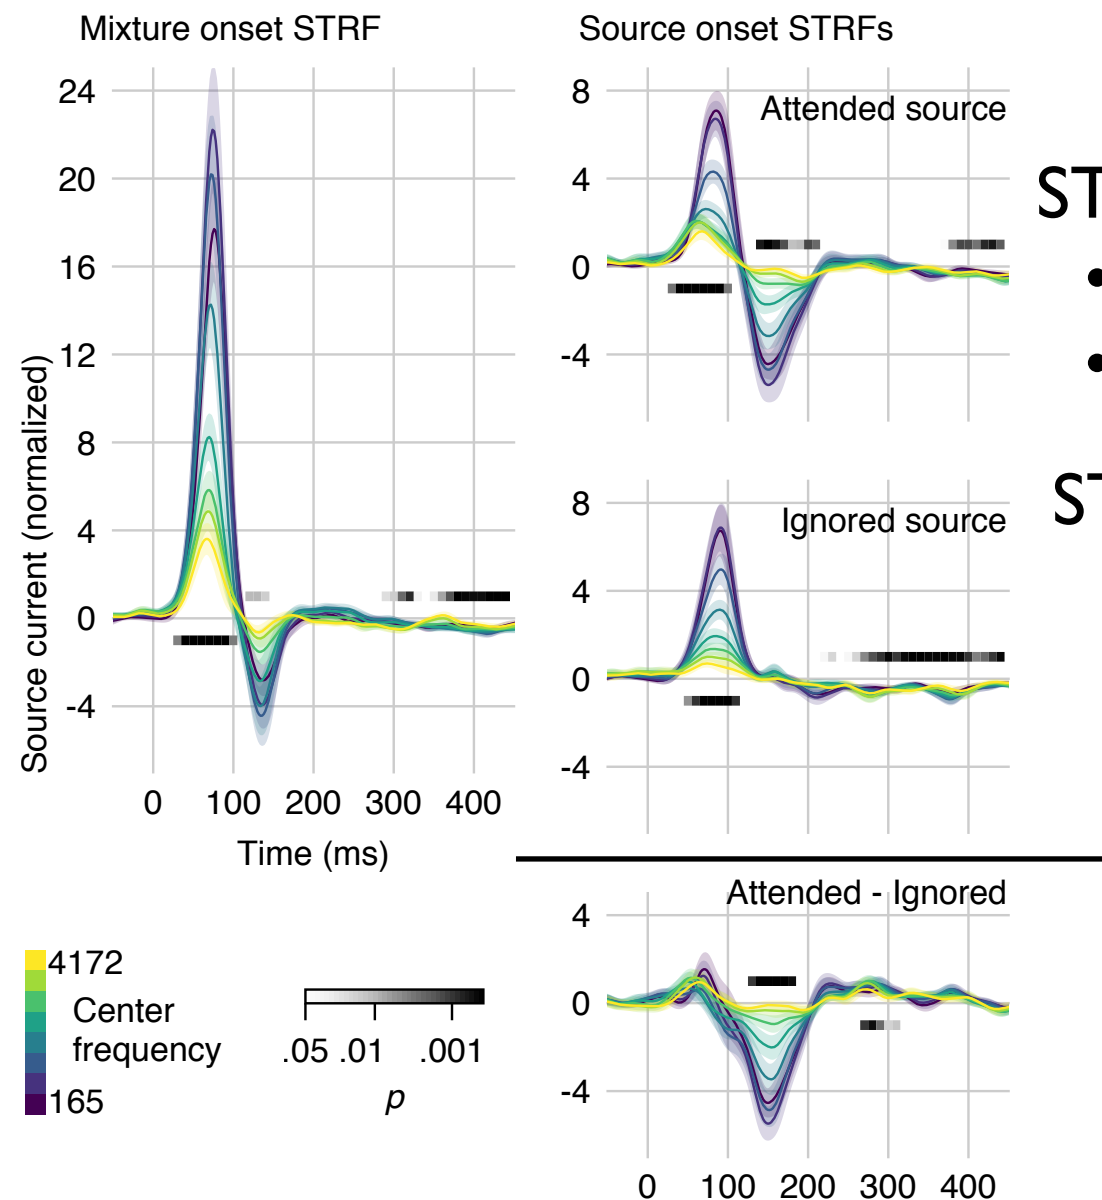 Mixture onset STRF
Source onset STRFs
24
20
16
12
8
4
0
-4
Source current (normalized)
0 100 200 300 400
Time (ms)
8
Attended source
4
0
-4
ST
•
•
8
Ignored source
4
0
-4
ST
Attended - Ignored
4
0
-4
0 100 200 300 400
4172
Center
frequency
165
.05 .01 .001
p